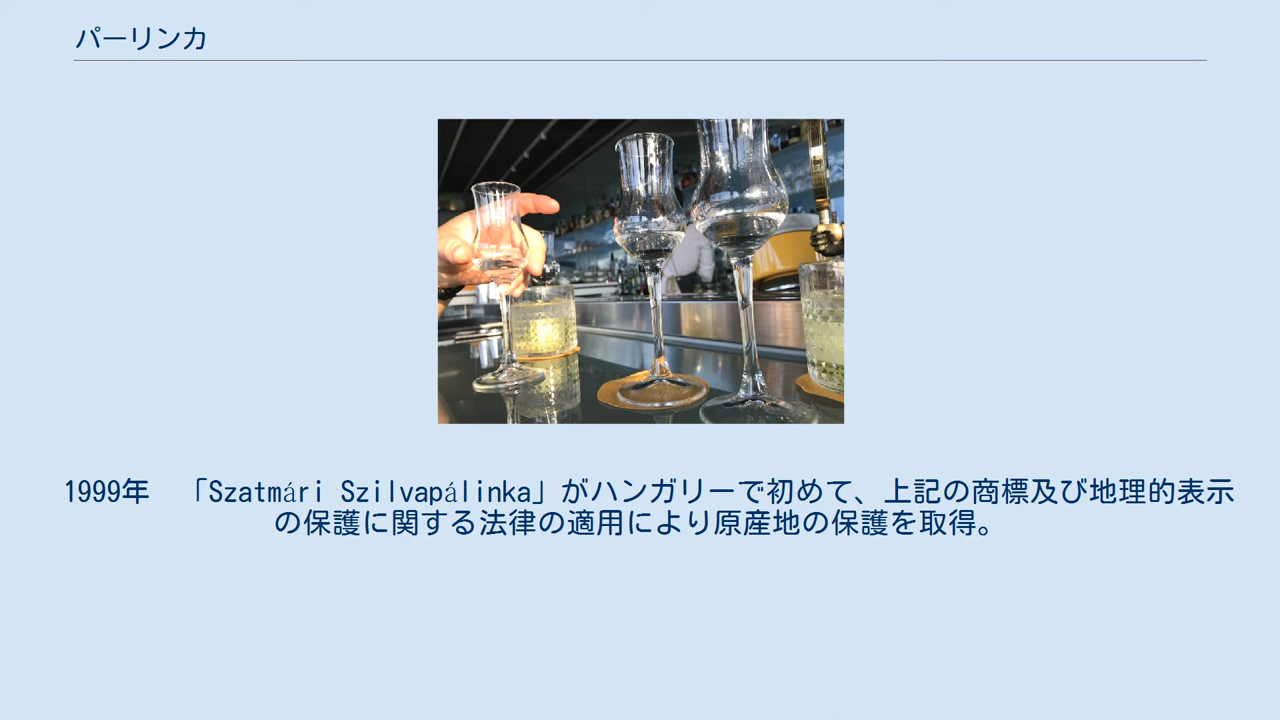 パーリンカ
1999年　「Szatmári Szilvapálinka」がハンガリーで初めて、上記の商標及び地理的表示
の保護に関する法律の適用により原産地の保護を取得。